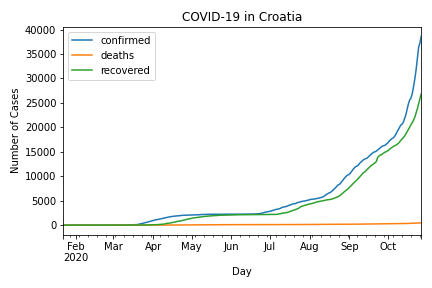 COVID-19 in Croatia
confirmed
deaths
recovered
Number of Cases
40000
35000
30000
25000
20000
15000
10000
5000
0
Feb Mar Apr May Jun Jul Aug Sep Oct
2020
Day